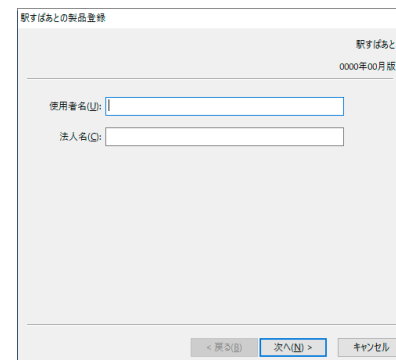 駅すぱあとの製品登録
駅すぱあと
0000年00月版
使用者名(U):
法人名(C):
< 戻る(B) 次へ(N) > キャンセル